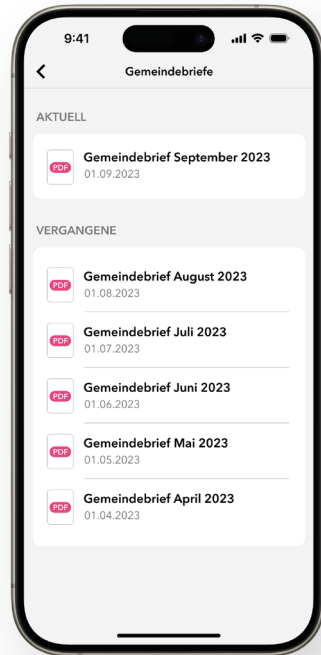 9:41
Gemeindebriefe
AKTUELL
PDF
Gemeindebrief September 2023
01.09.2023
VERGANGENE
PDF
Gemeindebrief August 2023
01.08.2023
PDF
Gemeindebrief Juli 2023
01.07.2023
PDF
Gemeindebrief Juni 2023
01.06.2023
PDF
Gemeindebrief Mai 2023
01.05.2023
PDF
Gemeindebrief April 2023
01.04.2023